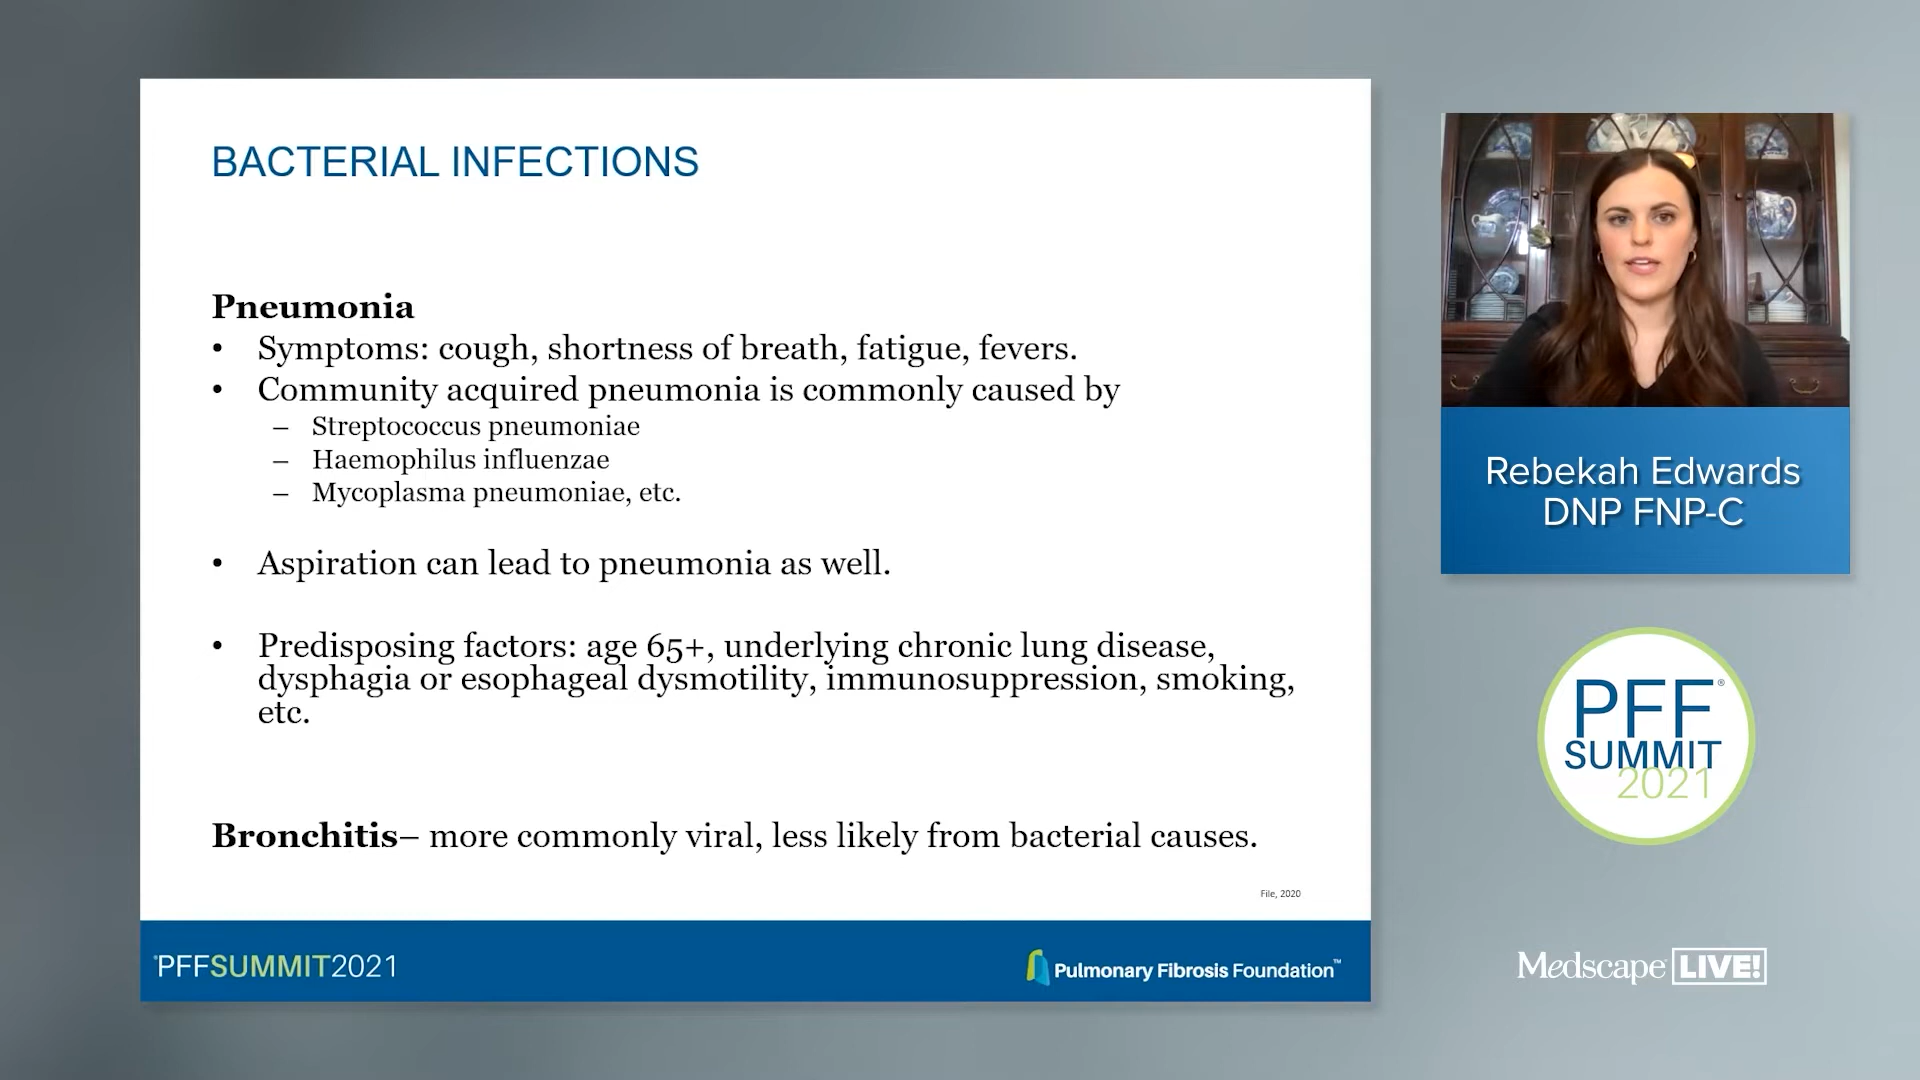 BACTERIAL INFECTIONS
Pneumonia
• Symptoms: cough, shortness of breath, fatigue, fevers.
• Community acquired pneumonia is commonly caused by
– Streptococcus pneumoniae
– Haemophilus influenzae
– Mycoplasma pneumoniae, etc.
• Aspiration can lead to pneumonia as well.
• Predisposing factors: age 65+, underlying chronic lung disease,
dysphagia or esophageal dysmotility, immunosuppression, smoking,
etc.
Bronchitis– more commonly viral, less likely from bacterial causes.
File, 2020
PFFSUMMIT2021
Pulmonary Fibrosis Foundation™
Rebekah Edwards
DNP FNP-C
PFF®
SUMMIT
2021
Medscape LIVE!